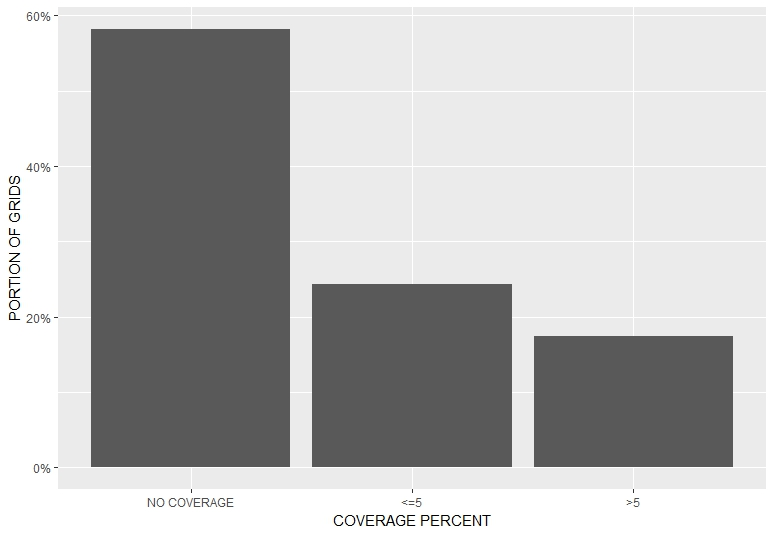 PORTION OF GRIDS
60%
40%
20%
0%
NO COVERAGE
<=5
>5
COVERAGE PERCENT